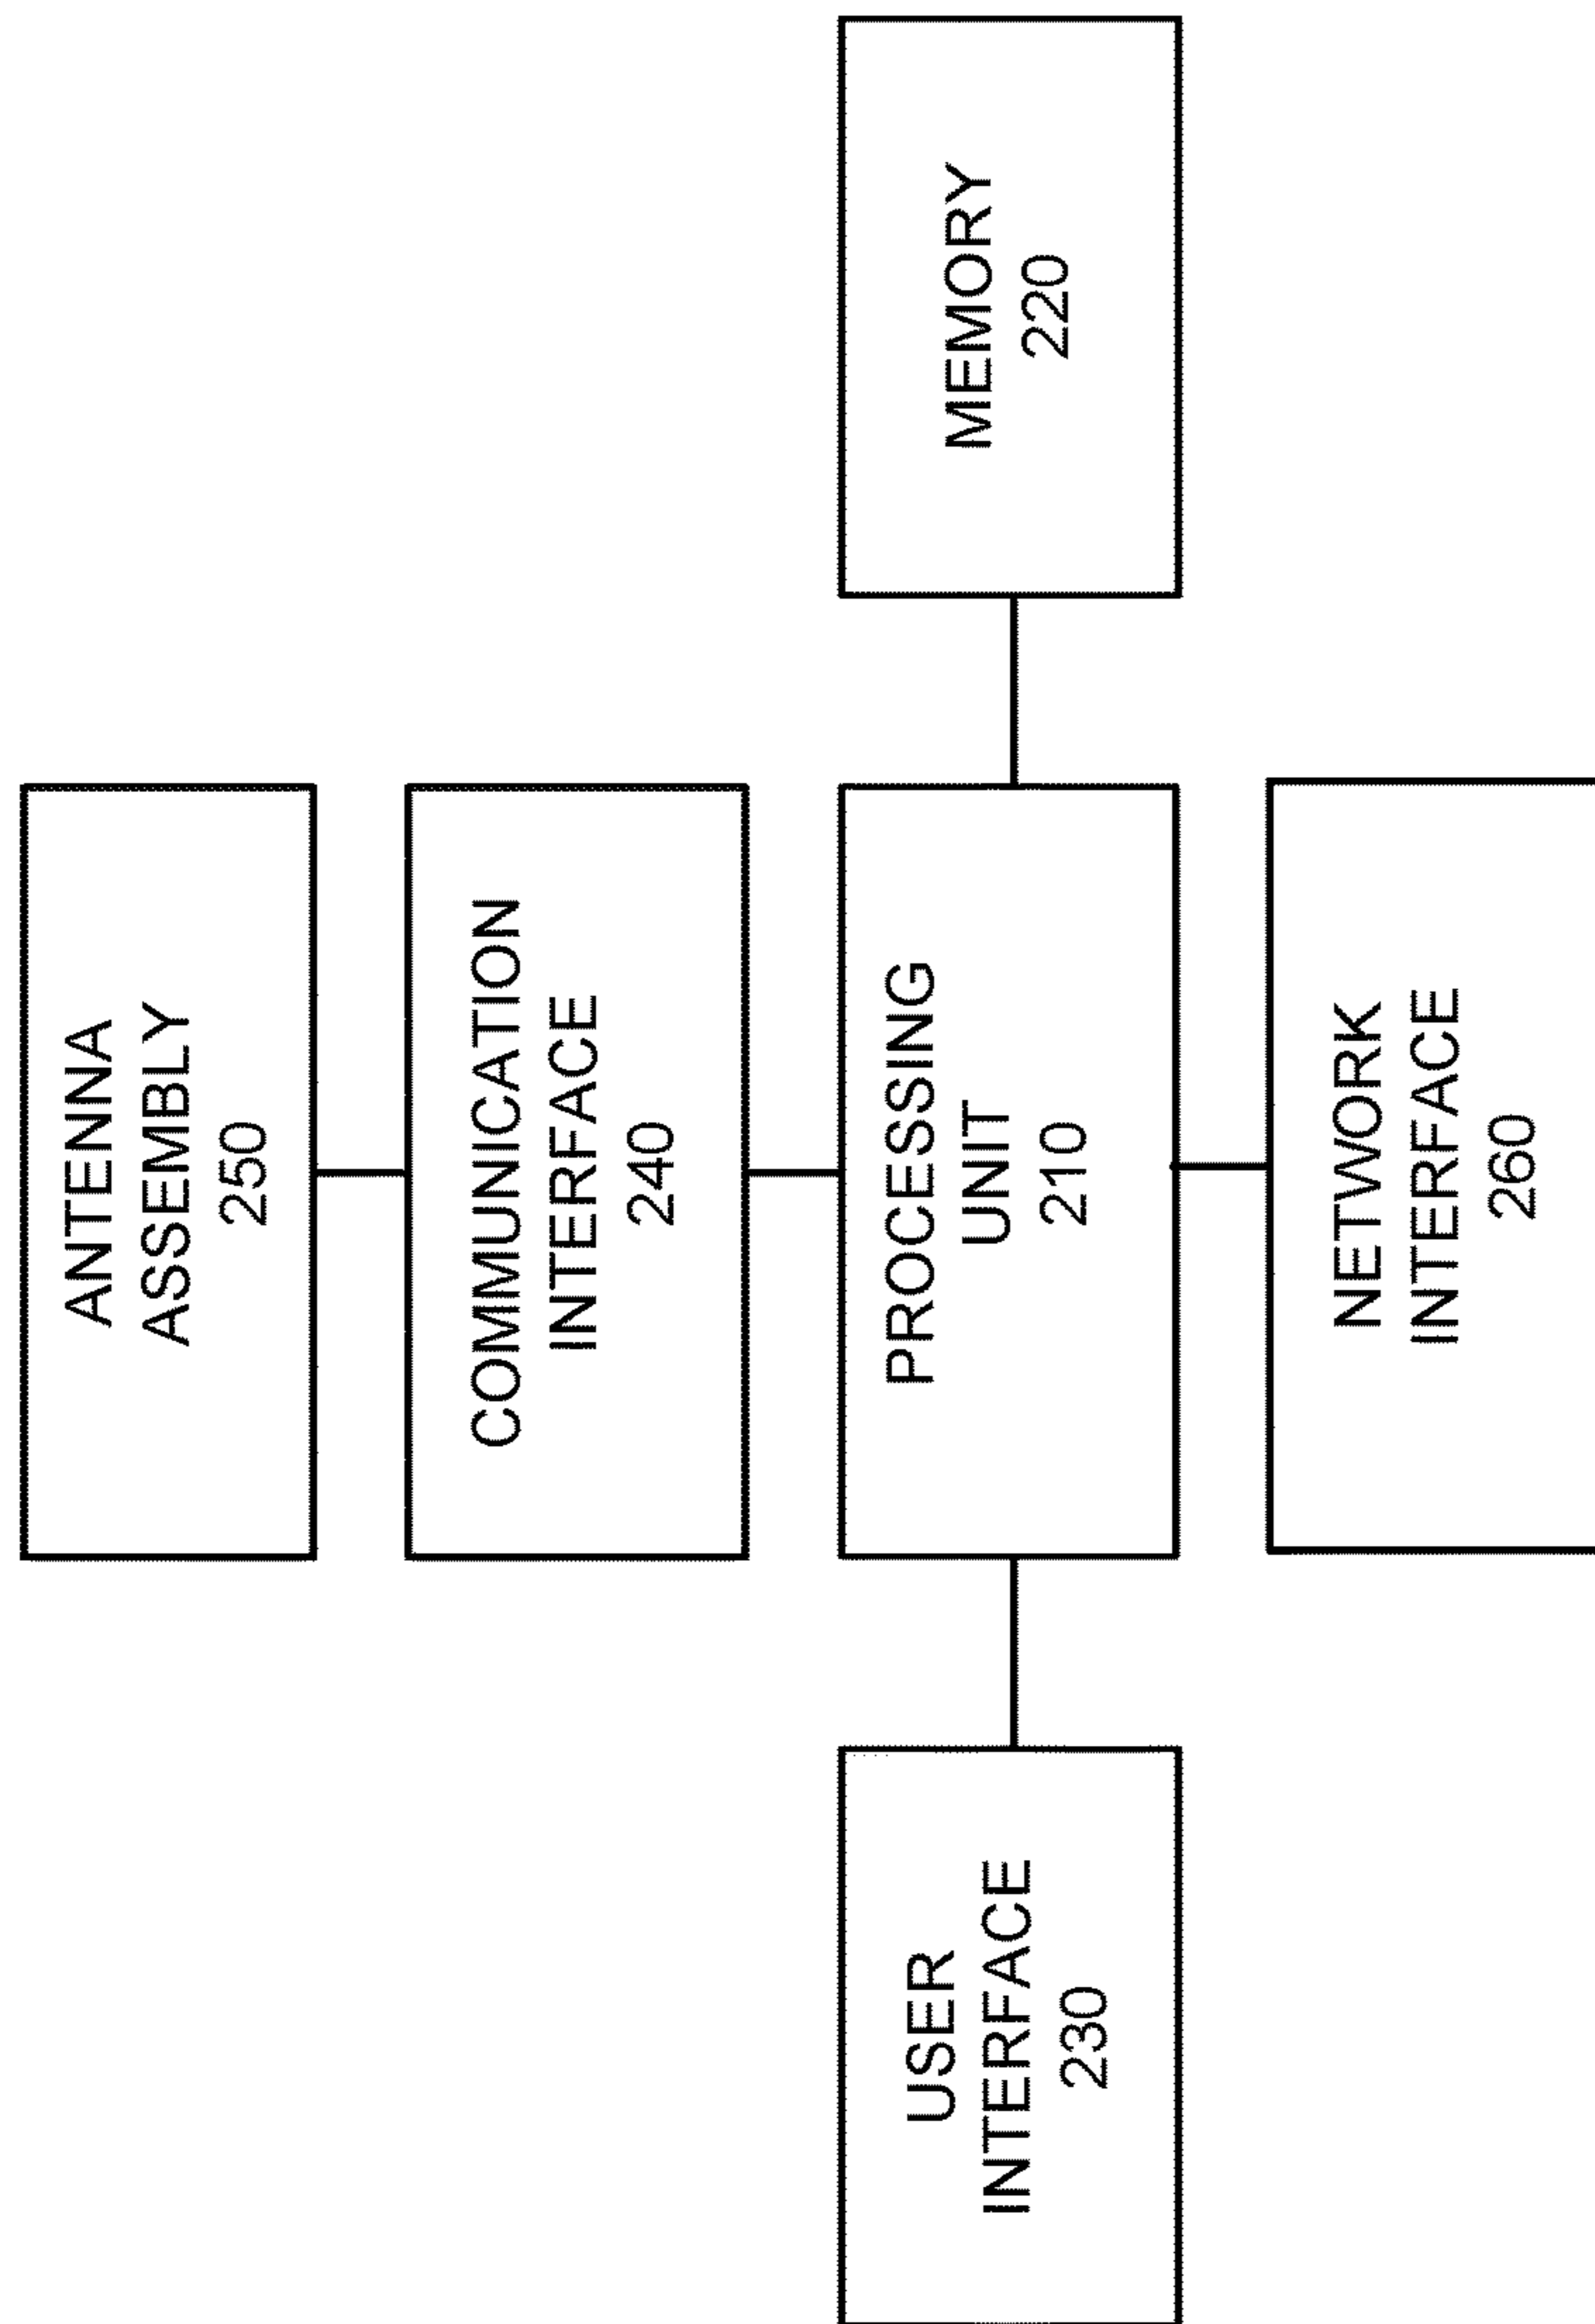 ANTENNA
ASSEMBLY
250
COMMUNICATION
INTERFACE
240
USER
INTERFACE
230
PROCESSING
UNIT
210
MEMORY
220
NETWORK
INTERFACE
260